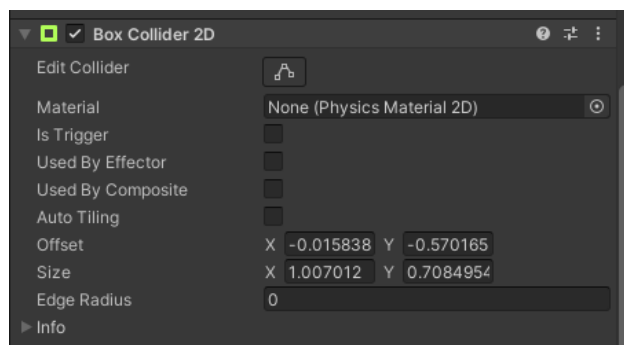 Box Collider 2D
Edit Collider
Material None (Physics Material 2D)
Is Trigger
Used By Effector
Used By Composite
Auto Tiling
Offset X -0.015838 Y -0.570165
Size X 1.007012 Y 0.7084954
Edge Radius 0
Info